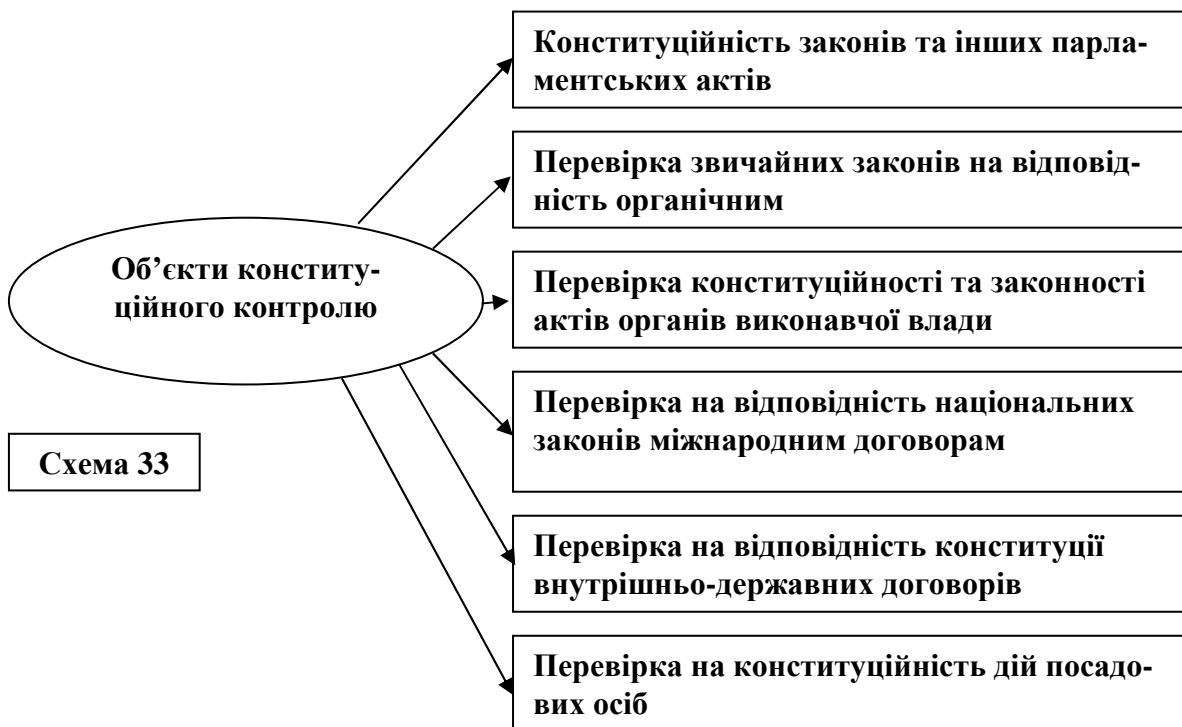 Конституційність законів та інших парла-
ментських актів
Перевірка звичайних законів на відповід-
ність органічним
Об’єкти консти­ту-
ційного контролю
Перевірка конституційності та законності
актів органів виконавчої влади
Перевірка на відповідність національних
законів міжнародним договорам
Схема 33
Перевірка на відповідність конституції
внутрішньо-державних договорів
Перевірка на конституційність дій посадо-
вих осіб